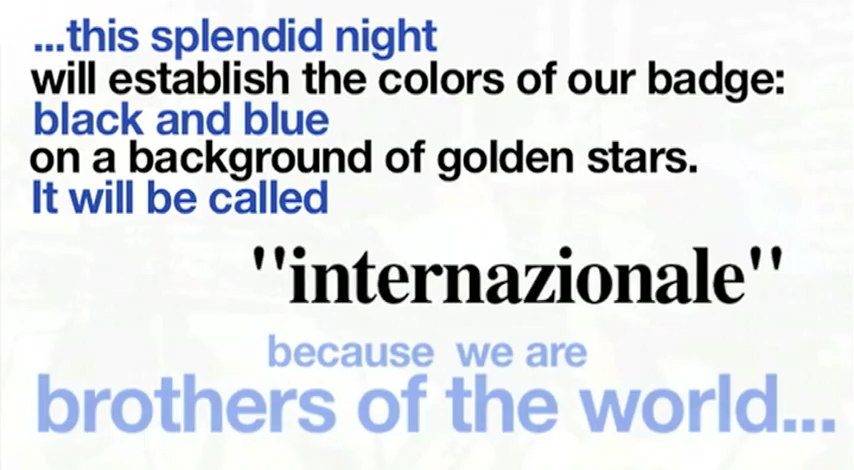 ...this splendid night
will establish the colors of our badge:
black and blue
on a background of golden stars.
It will be called
"internazionale"
because we are
brothers of the world...